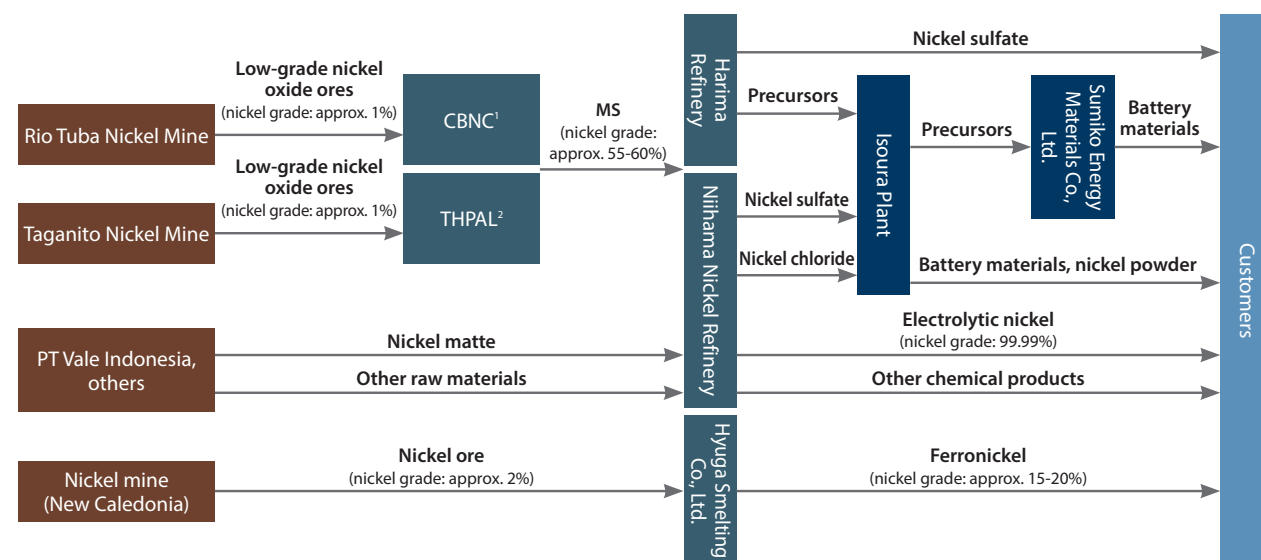 Rio Tuba Nickel Mine
Low-grade nickel
oxide ores
(nickel grade: approx. 1%)
CBNC1
Taganito Nickel Mine
Low-grade nickel
oxide ores
(nickel grade: approx. 1%)
THPAL2
MS
(nickel grade:
approx. 55-60%)
Harima
Refinery
Nickel sulfate
Precursors
Isoura Plant
Precursors
Sumiko Energy
Materials Co.,
Ltd.
Battery
materials
Niihama Nickel Refinery
Nickel sulfate
Nickel chloride
Battery materials, nickel powder
PT Vale Indonesia,
others
Nickel matte
Other raw materials
Electrolytic nickel
(nickel grade: 99.99%)
Other chemical products
Nickel mine
(New Caledonia)
Nickel ore
(nickel grade: approx. 2%)
Hyuga Smelting
Co., Ltd.
Ferronickel
(nickel grade: approx. 15-20%)
Customers